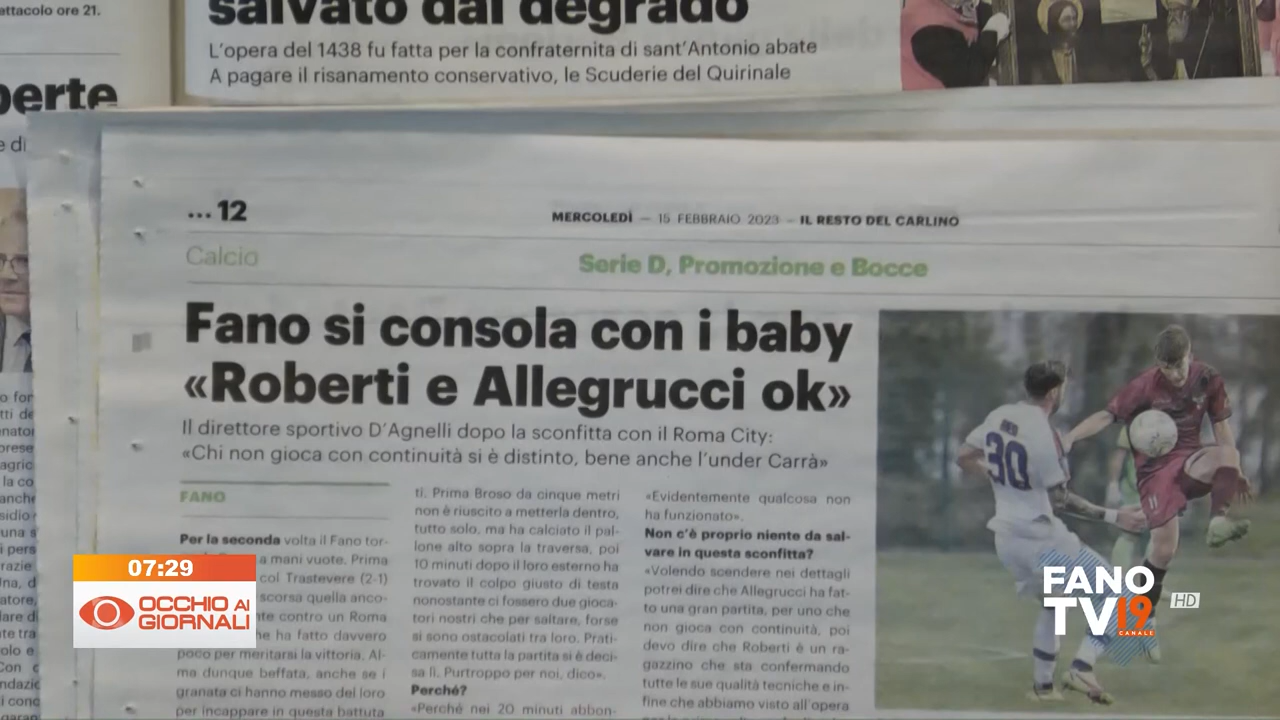 attacolo ore 21.
salvato dal degrado
L'opera del 1438 fu fatta per la confraternita di sant'Antonio abate
A pagare il risanamento conservativo, le Scuderie del Quirinale
... 12
MERCOLEDÌ — 15 FEBBRAIO 2023 – IL RESTO DEL CARLINO
Calcio
Serie D, Promozione e Bocce
Fano si consola con i baby
«Roberti e Allegrucci ok»
Il direttore sportivo D'Agnelli dopo la sconfitta con il Roma City:
«Chi non gioca con continuità si è distinto, bene anche l'under Carrà»
FANO
Per la seconda volta il Fano tor-
a mani vuote. Prima
col Trastevere (2-1)
scorsa quella anco-
te contro un Roma
he ha fatto davvero
poco per meritarsi la vittoria. Al-
ma dunque beffata, anche se i
granata ci hanno messo del loro
per incappare in questa battuta
ti. Prima Broso da cinque metri
non è riuscito a metterla dentro,
tutto solo, ma ha calciato il pal-
lone alto sopra la traversa, poi
10 minuti dopo il loro esterno ha
trovato il colpo giusto di testa
nonostante ci fossero due gioca-
tori nostri che per saltare, forse
si sono ostacolati tra loro. Prati-
camente tutta la partita si è deci-
sa lì. Purtroppo per noi, dico».
Perché?
«Perché nei 20 minuti abbon-
«Evidentemente qualcosa non
ha funzionato».
Non c'è proprio niente da sal-
vare in questa sconfitta?
«Volendo scendere nei dettagli
potrei dire che Allegrucci ha fat-
to una gran partita, per uno che
non gioca con continuità, poi
devo dire che Roberti è un ra-
gazzino che sta confermando
tutte le sue qualità tecniche e in-
fine che abbiamo visto all'opera
30
11
07:29
OCCHIO AI
GIORNALI
FANO
TV19
CANALE
HD